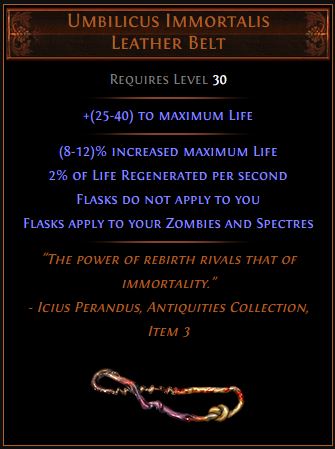 Umbilicus Immortalis
Leather Belt
Requires Level 30
+(25-40) to maximum Life
(8-12)% increased maximum Life
2% of Life Regenerated per second
Flasks do not apply to you
Flasks apply to your Zombies and Spectres
"The power of rebirth rivals that of
immortality."
- Icius Perandus, Antiquities Collection,
Item 3